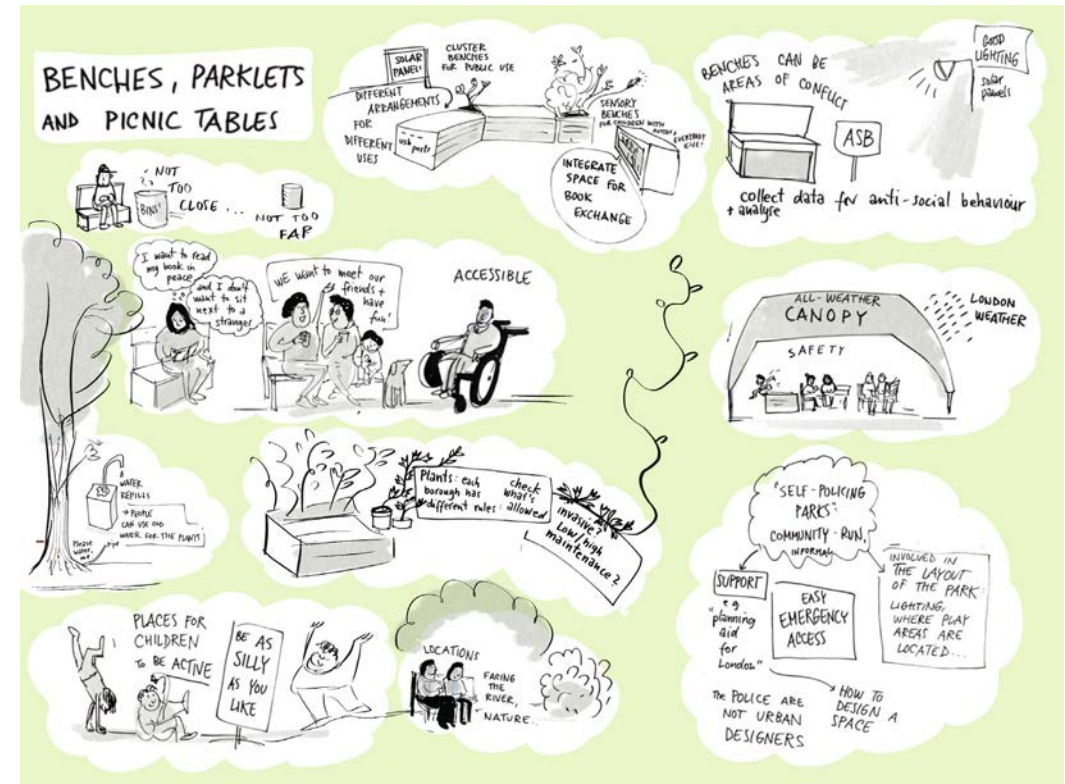 BENCHES, PARKLETS
AND PICNIC TABLES
SOLAR
PANELS
CLUSTER
BENCHES
FOR PUBLIC USE
DIFFERENT
ARRANGEMENTS
FOR
DIFFERENT
USES
usb ports
SENSORY
BENCHES
FOR CHILDREN WITH
AUTISM +
EVERYBODY
ELSE!
INTEGRATE
SPACE FOR
BOOK
EXCHANGE
BENCHES CAN BE
AREAS OF CONFLICT
GOOD
LIGHTING
solar
panels
ASB
collect data for anti-social behaviour
+ analyse
BINS!
NOT
TOO
CLOSE...
NOT TOO
FAR
I want to read
my book in
peace
and I don't
want to sit
next to a
stranger
WE want to meet our
friends +
have
fun!
ACCESSIBLE
ALL-WEATHER
CANOPY
SAFETY
LONDON
WEATHER
WATER
REFILLS
→ PEOPLE
CAN USE OLD
WATER FOR THE PLANTS
Please
water
me
pipe
Plants: each
borough has
different rules:
check
what's
allowed
invasive?
Low/high
maintenance?
"SELF-POLICING
PARKS:
COMMUNITY-RUN,
INFORMAL
SUPPORT
e.g.
"planning
aid
for
London"
EASY
EMERGENCY
ACCESS
INVOLVED IN
THE LAYOUT
OF THE PARK:
LIGHTING,
WHERE PLAY
AREAS ARE
LOCATED...
The POLICE ARE
NOT URBAN
DESIGNERS
HOW TO
DESIGN A
SPACE
PLACES FOR
CHILDREN
TO BE ACTIVE
BE AS
SILLY
AS YOU
LIKE
LOCATIONS
FACING
THE
RIVER,
NATURE..